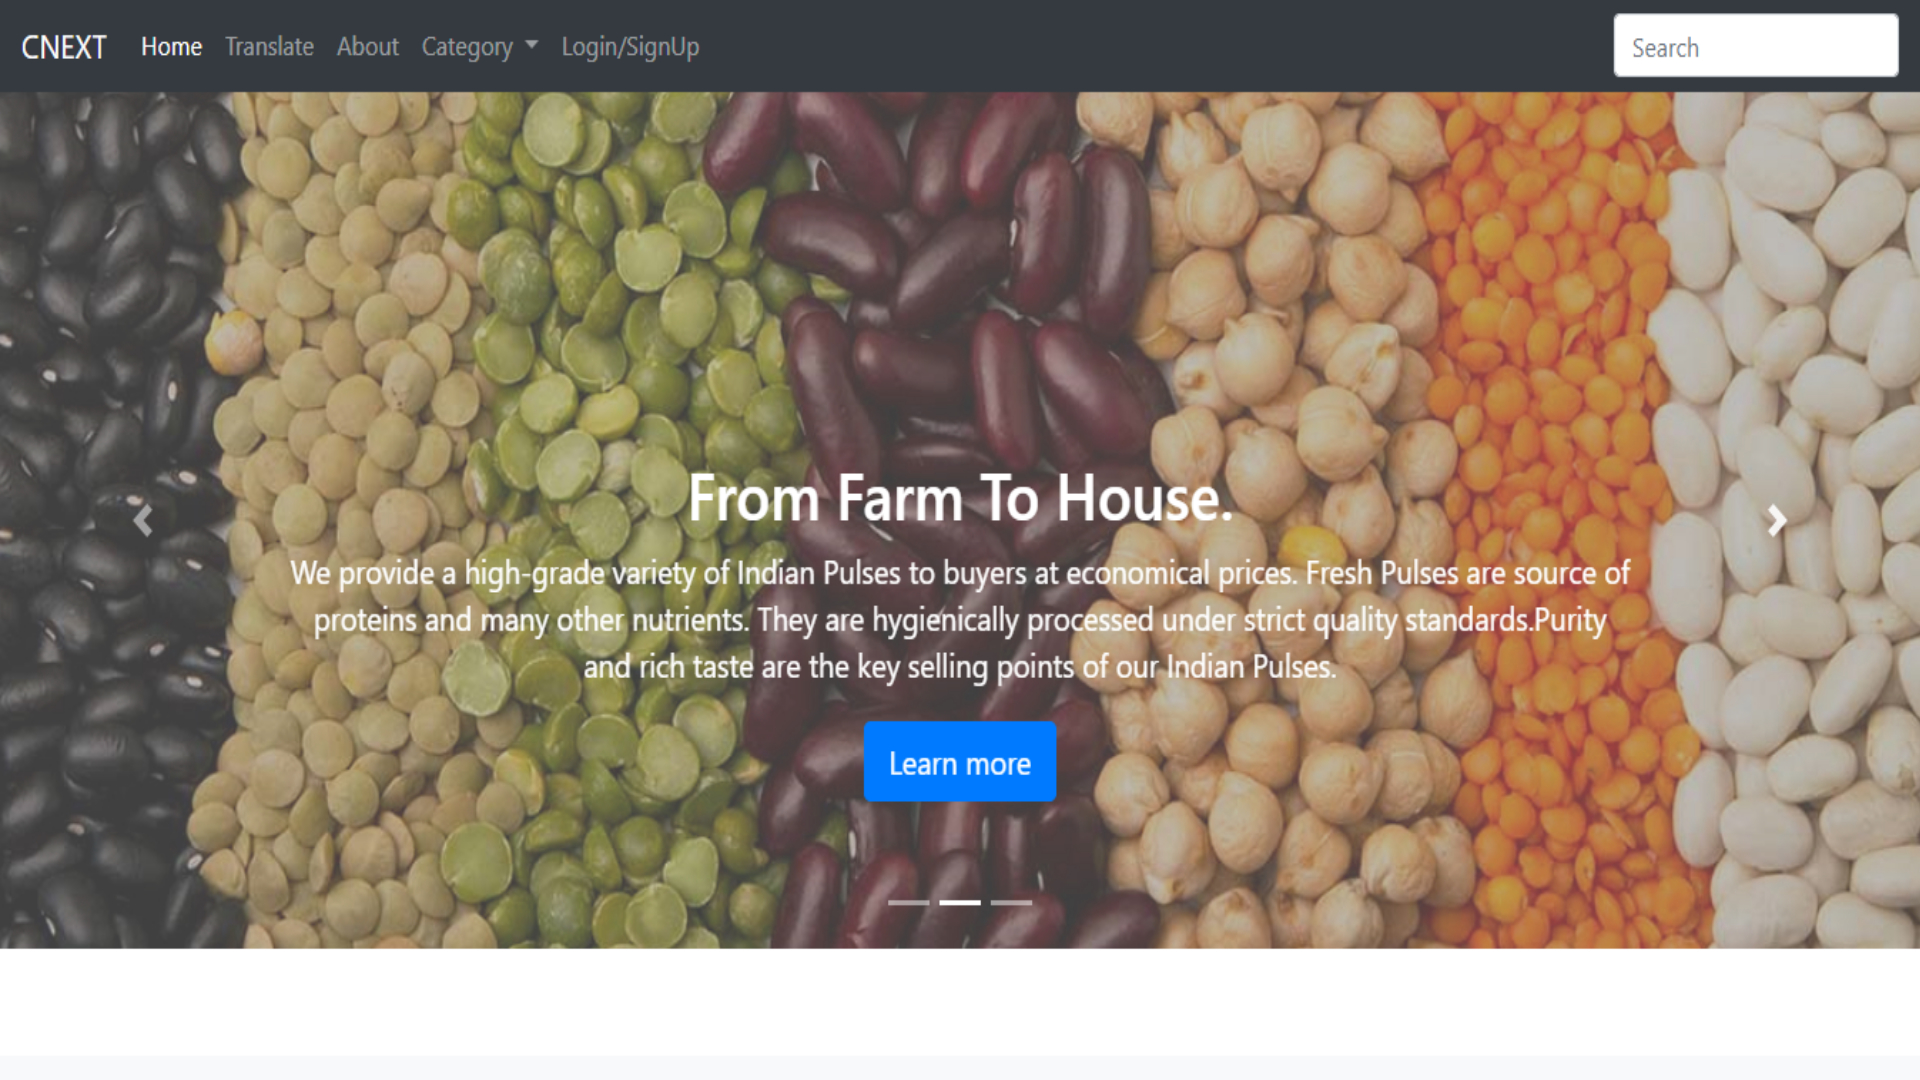 CNEXT Home Translate About Category Login/SignUp Search
From Farm To House.
We provide a high-grade variety of Indian Pulses to buyers at economical prices. Fresh Pulses are source of
proteins and many other nutrients. They are hygienically processed under strict quality standards.Purity
and rich taste are the key selling points of our Indian Pulses.
Learn more